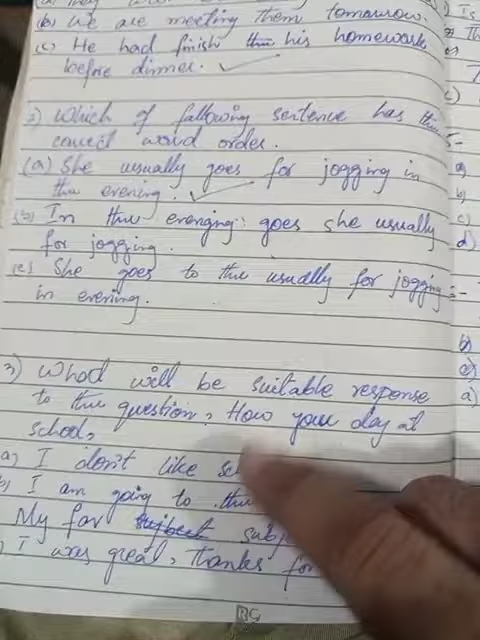 (b) We are meeting them tomorrow.
(c) He had finish his homework
before dinner.
2) Which of following sentence has this
correct word order.
(a) She usually goes for jogging in
the evening.
(b) In the evenging goes she usually
for jogging.
(c) She goes to the usually for jogging
in evening.
3) What will be suitable response
to the question, How your day at
school,
a) I don't like
b) I am going to the
My fav subject
I was great, thanks for
RG